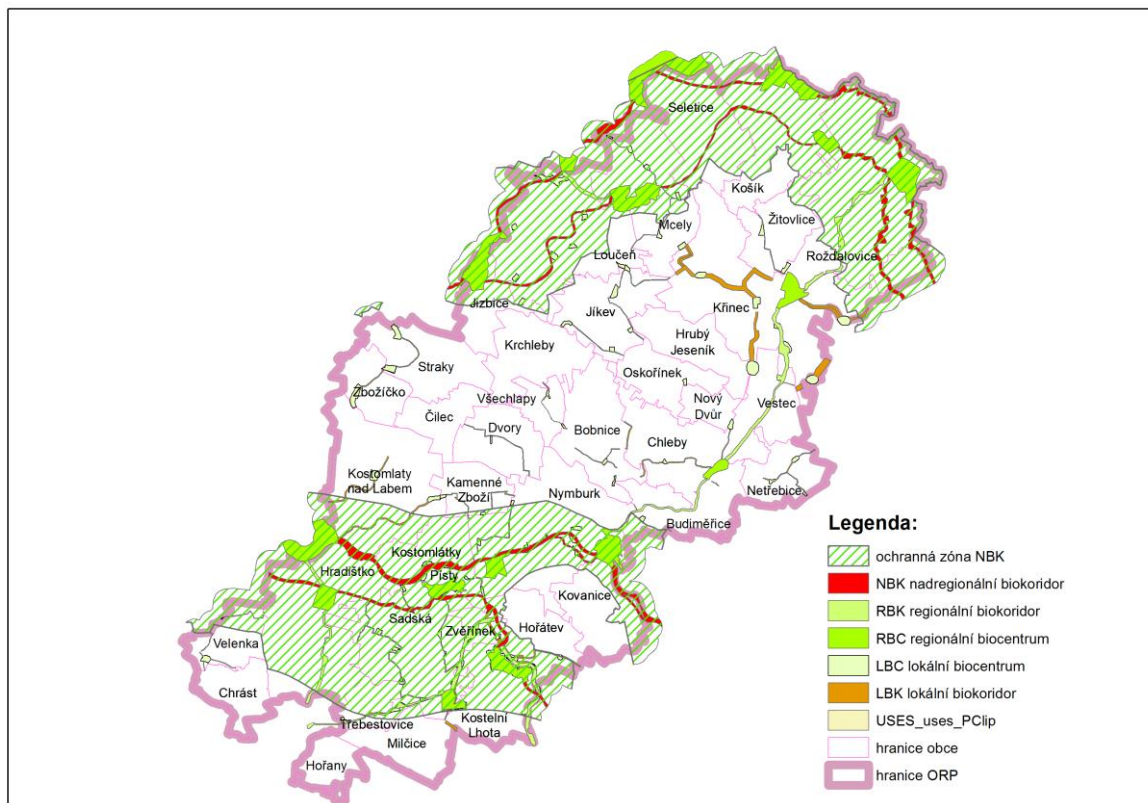 Seletice
Košík
Mcely
Žitovlice
Loučeň
Rožďalovice
Jizbice
Jíkev
Křinec
Krchleby
Hrubý
Jeseník
Straky
Oskořínek
Zbožíčko
Všechlapy
Nový
Dvůr
Vestec
Čilec
Dvory
Bobnice
Chleby
Kostomlaty
nad Labem
Kamenné
Zboží
Nymburk
Netřebice
Budiměřice
Kostomlátky
Hradištko
Písty
Kovanice
Sadská
Zvěřínek
Hořátev
Velenka
Chrást
Třebestovice
Kostelní
Lhota
Milčice
Hořany
Legenda:
ochranná zóna NBK
NBK nadregionální biokoridor
RBK regionální biokoridor
RBC regionální biocentrum
LBC lokální biocentrum
LBK lokální biokoridor
USES_uses_PClip
hranice obce
hranice ORP